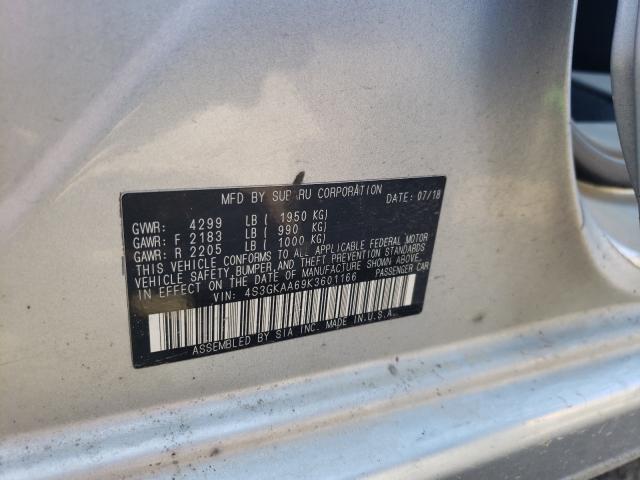 MFD BY SUBARU CORPORATION DATE: 07/18
GVWR: 4299 LB ( 1950 KG)
GAWR: F 2183 LB ( 990 KG)
GAWR: R 2205 LB ( 1000 KG)
THIS VEHICLE CONFORMS TO ALL APPLICABLE FEDERAL MOTOR
VEHICLE SAFETY, BUMPER, AND THEFT PREVENTION STANDARDS
IN EFFECT ON THE DATE OF MANUFACTURE SHOWN ABOVE.
VIN: 4S3GKAA69K3601166 PASSENGER CAR
ASSEMBLED BY SIA INC. MADE IN U.S.A.